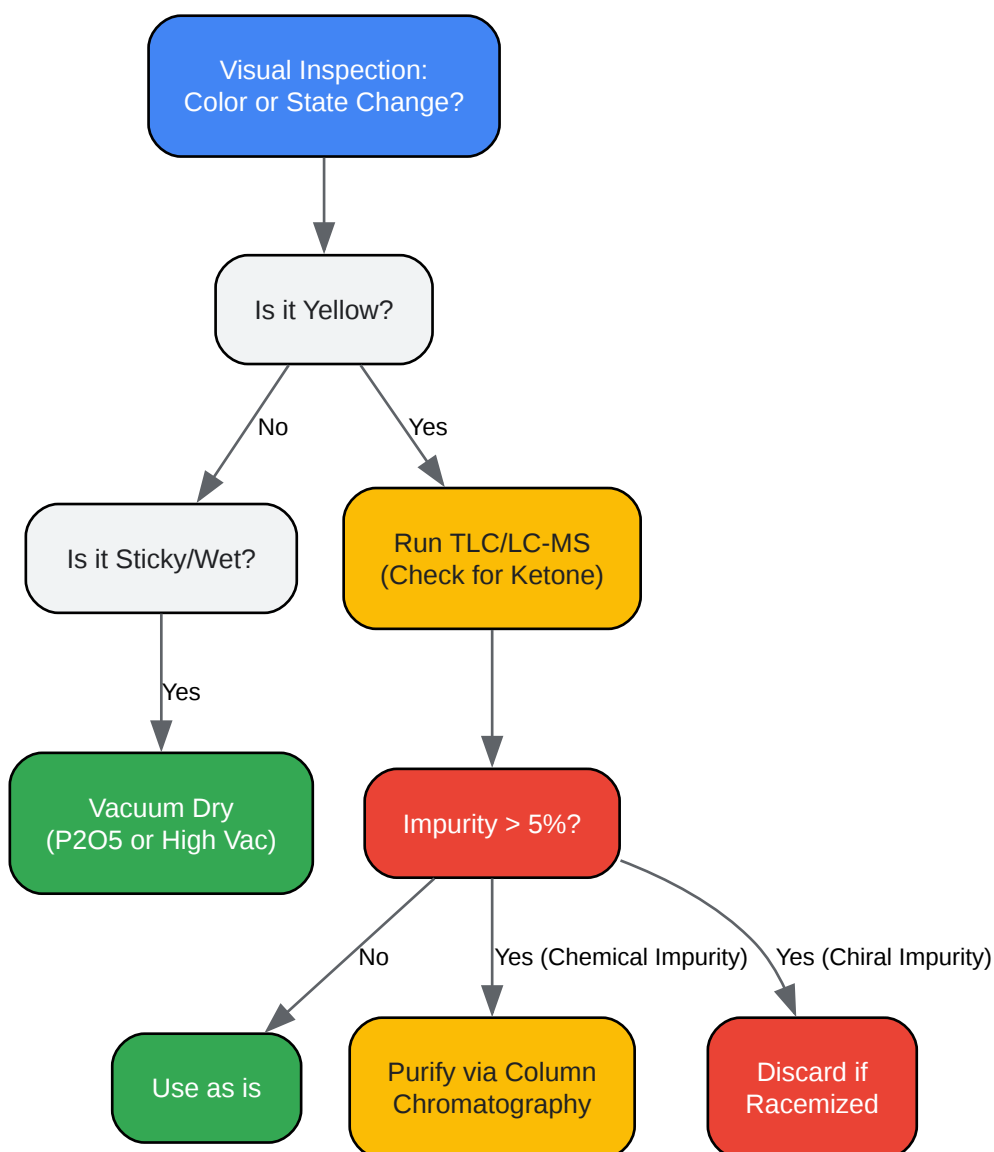 Visual Inspection:
Color or State Change?
Is it Yellow?
No
Yes
Is it Sticky/Wet?
Run TLC/LC-MS
(Check for Ketone)
Yes
Vacuum Dry
(P2O5 or High Vac)
Impurity > 5%?
No
Yes (Chemical Impurity)
Yes (Chiral Impurity)
Use as is
Purify via Column
Chromatography
Discard if
Racemized